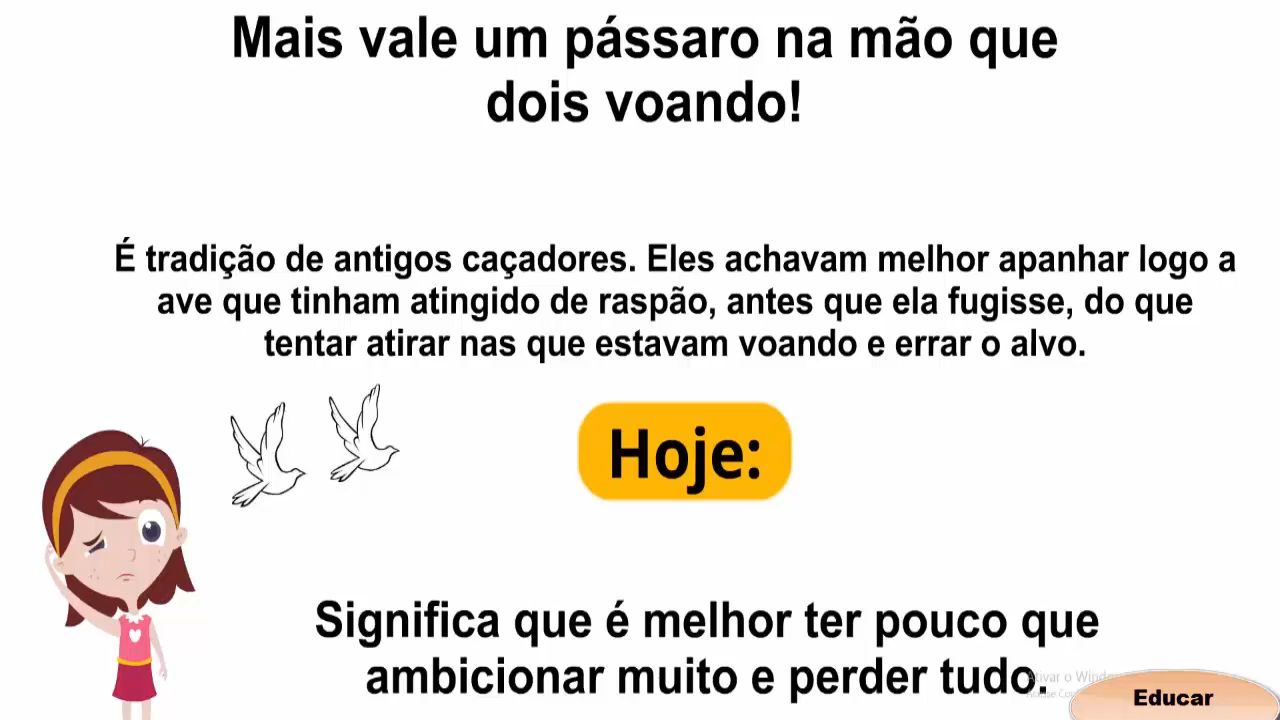 Mais vale um pássaro na mão que
dois voando!
É tradição de antigos caçadores. Eles achavam melhor apanhar logo a
ave que tinham atingido de raspão, antes que ela fugisse, do que
tentar atirar nas que estavam voando e errar o alvo.
Hoje:
Significa que é melhor ter pouco que
ambicionar muito e perder tudo.
Ativar o
Educar